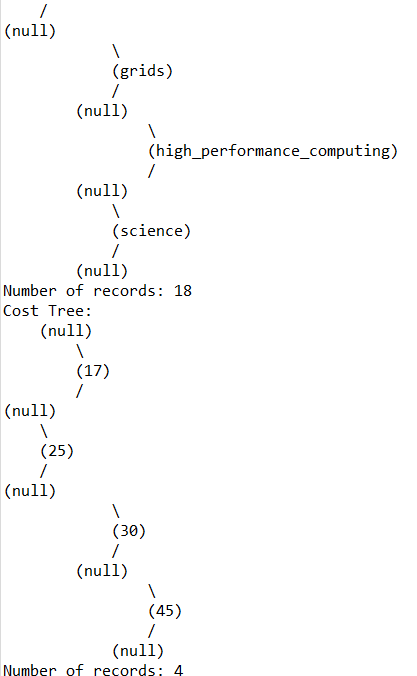 /
(null)
            \
            (grids)
            /
        (null)
                \
                (high_performance_computing)
                /
        (null)
            \
            (science)
            /
        (null)
Number of records: 18
Cost Tree:
    (null)
        \
        (17)
        /
(null)
    \
    (25)
    /
(null)
            \
            (30)
            /
        (null)
                \
                (45)
                /
            (null)
Number of records: 4